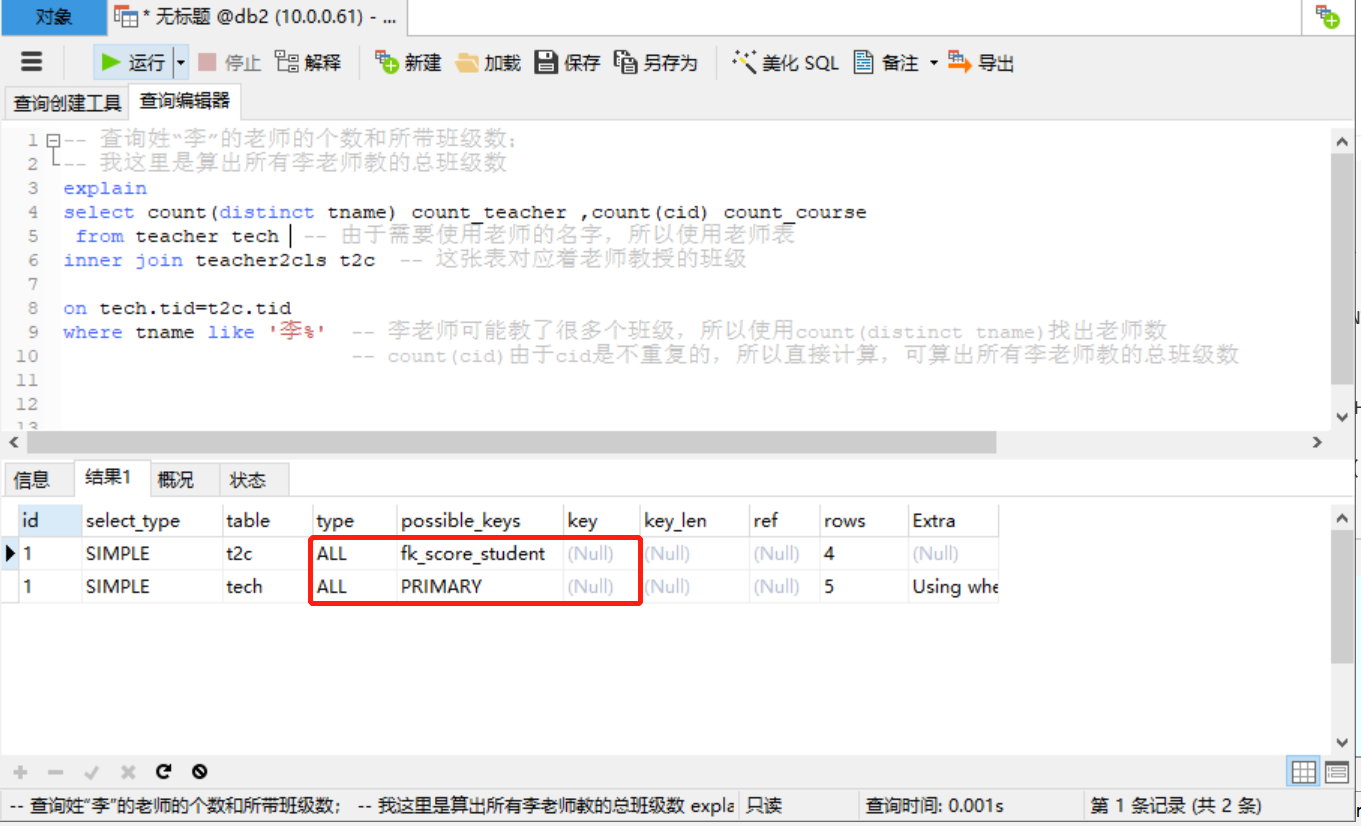 对象 * 无标题 @db2 (10.0.0.61) - ...
运行 停止 解释 新建 加载 保存 另存为 美化 SQL 备注 导出
查询创建工具 查询编辑器
1 -- 查询姓“李”的老师的个数和所带班级数;
2 -- 我这里是算出所有李老师教的总班级数
3 explain
4 select count(distinct tname) count_teacher ,count(cid) count_course
5 from teacher tech -- 由于需要使用老师的名字，所以使用老师表
6 inner join teacher2cls t2c -- 这张表对应着老师教授的班级
7
8 on tech.tid=t2c.tid
9 where tname like '李%' -- 李老师可能教了很多个班级，所以使用count(distinct tname)找出老师数
10 -- count(cid)由于cid是不重复的，所以直接计算，可算出所有李老师教的总班级数
11
12
13
信息 结果1 概况 状态
id select_type table type possible_keys key key_len ref rows Extra
1 SIMPLE t2c ALL fk_score_student (Null) (Null) (Null) 4 (Null)
1 SIMPLE tech ALL PRIMARY (Null) (Null) (Null) 5 Using whe
-- 查询姓“李”的老师的个数和所带班级数; -- 我这里是算出所有李老师教的总班级数 expla 只读 查询时间: 0.001s 第 1 条记录 (共 2 条)